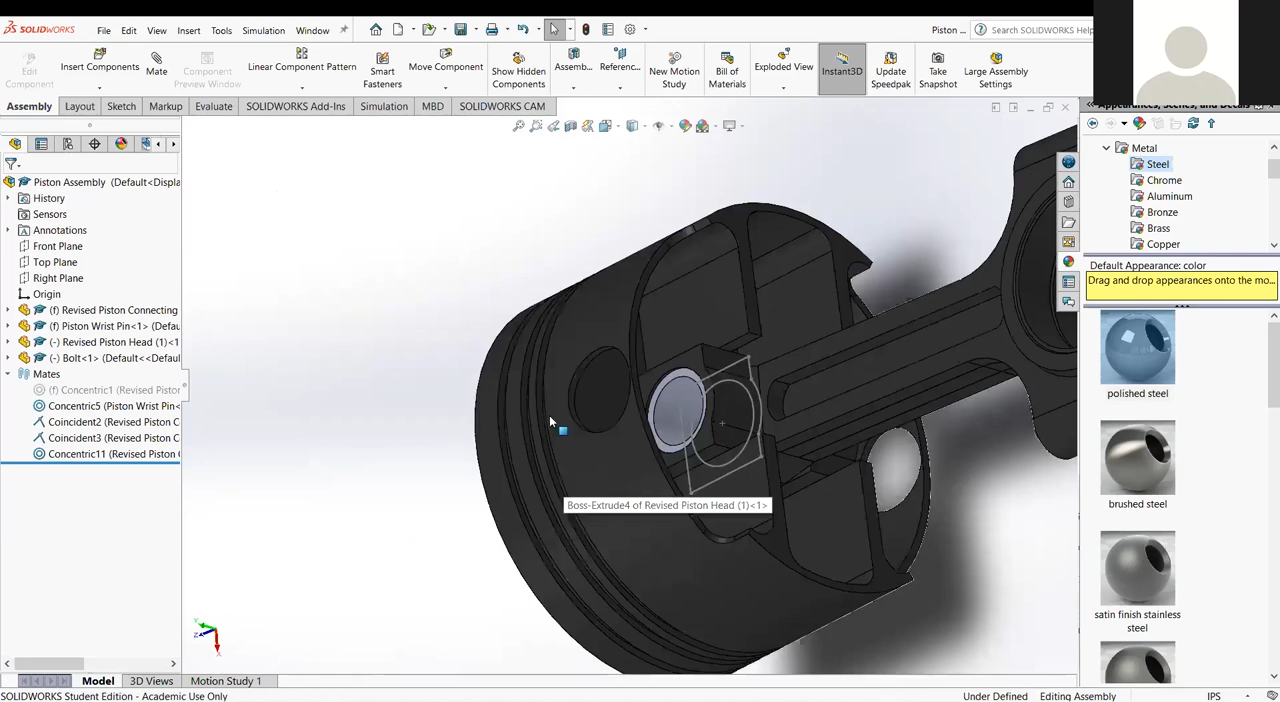 SOLIDWORKS File Edit View Insert Tools Simulation Window Piston ... Search SOLIDWORKS Help
Edit Component
Insert Components
Mate
Component Preview Window
Linear Component Pattern
Smart Fasteners
Move Component
Show Hidden Components
Assemb...
Referenc...
New Motion Study
Bill of Materials
Exploded View
Instant3D
Update Speedpak
Take Snapshot
Large Assembly Settings
Assembly Layout Sketch Markup Evaluate SOLIDWORKS Add-Ins Simulation MBD SOLIDWORKS CAM
Appearances, Scenes, and Decals
Piston Assembly (Default<Displa
History
Sensors
Annotations
Front Plane
Top Plane
Right Plane
Origin
(f) Revised Piston Connecting
(f) Piston Wrist Pin<1> (Defau
(-) Revised Piston Head (1)<1
(-) Bolt<1> (Default<<Default
Mates
(f) Concentric1 (Revised Piston
Concentric5 (Piston Wrist Pin<
Coincident2 (Revised Piston C
Coincident3 (Revised Piston C
Concentric11 (Revised Piston
Boss-Extrude4 of Revised Piston Head (1)<1>
Y
Z
X
Metal
Steel
Chrome
Aluminum
Bronze
Brass
Copper
Default Appearance: color
Drag and drop appearances onto the mo...
polished steel
brushed steel
satin finish stainless
steel
Model 3D Views Motion Study 1
SOLIDWORKS Student Edition - Academic Use Only Under Defined Editing Assembly IPS